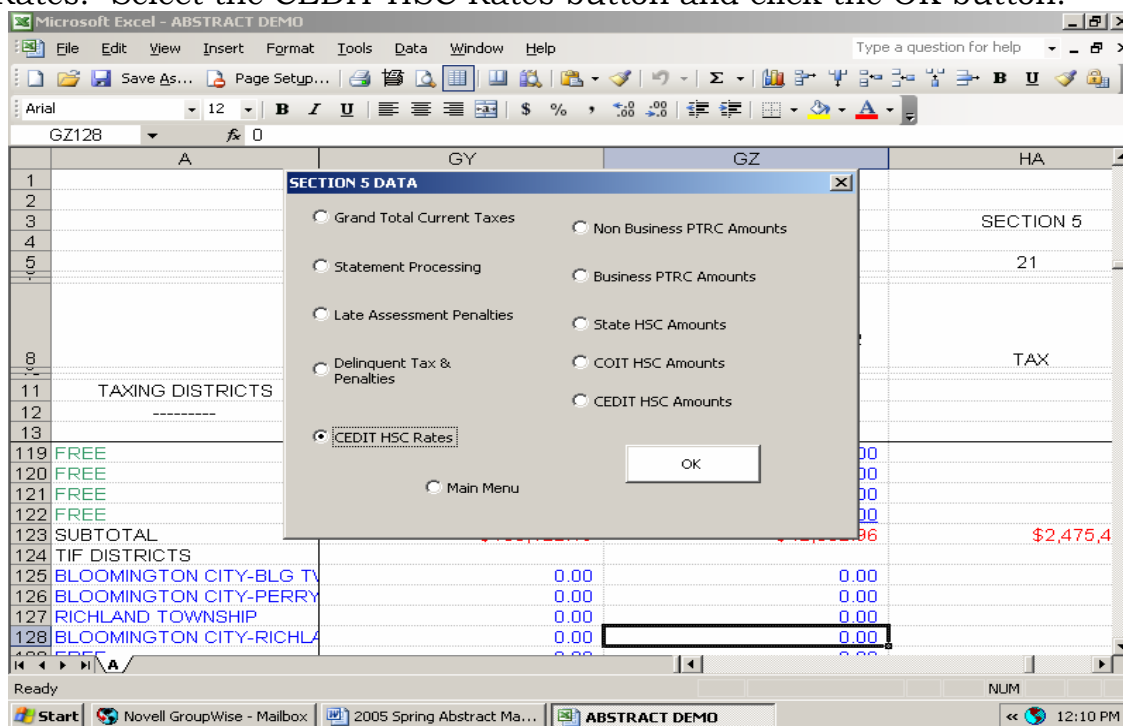 Rates. Select the CEDIT HSC Rates button and click the OK button.
Microsoft Excel - ABSTRACT DEMO
File Edit View Insert Format Tools Data Window Help Type a question for help
Save As... Page Setup... Σ B U
Arial 12 B I U $ % , .00 A
GZ128 fx 0
A GY GZ HA
SECTION 5 DATA
1
2
3 SECTION 5
4
5 21
8 TAX
11 TAXING DISTRICTS
12 ---------
13
Grand Total Current Taxes
Statement Processing
Late Assessment Penalties
Delinquent Tax &
Penalties
CEDIT HSC Rates
Main Menu
Non Business PTRC Amounts
Business PTRC Amounts
State HSC Amounts
COIT HSC Amounts
CEDIT HSC Amounts
OK
119 FREE 00
120 FREE 00
121 FREE 00
122 FREE 00
123 SUBTOTAL 96 $2,475,4
124 TIF DISTRICTS
125 BLOOMINGTON CITY-BLG TV 0.00 0.00
126 BLOOMINGTON CITY-PERRY 0.00 0.00
127 RICHLAND TOWNSHIP 0.00 0.00
128 BLOOMINGTON CITY-RICHLA 0.00 0.00
A
Ready NUM
Start Novell GroupWise - Mailbox 2005 Spring Abstract Ma... ABSTRACT DEMO 12:10 PM